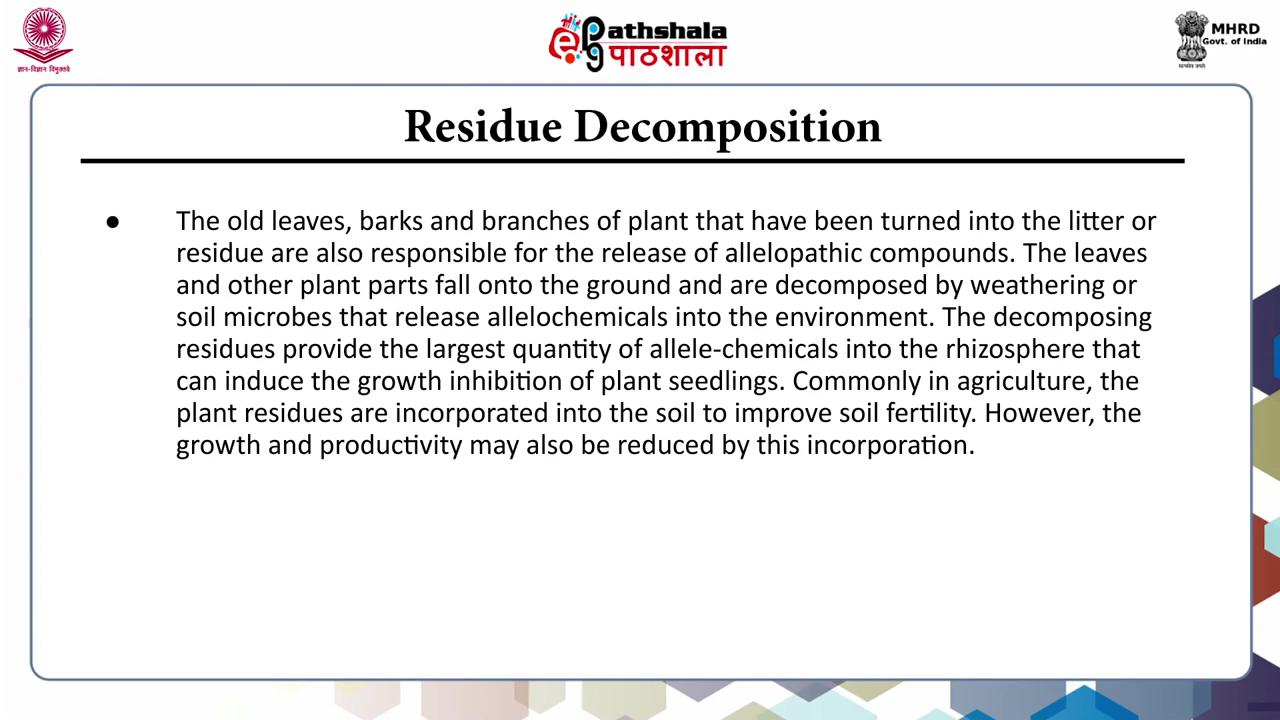 ज्ञान-विज्ञान विमुक्तये
ePathshala
पाठशाला
MHRD
Govt. of India
सत्यमेव जयते
Residue Decomposition
● The old leaves, barks and branches of plant that have been turned into the litter or
residue are also responsible for the release of allelopathic compounds. The leaves
and other plant parts fall onto the ground and are decomposed by weathering or
soil microbes that release allelochemicals into the environment. The decomposing
residues provide the largest quantity of allele-chemicals into the rhizosphere that
can induce the growth inhibition of plant seedlings. Commonly in agriculture, the
plant residues are incorporated into the soil to improve soil fertility. However, the
growth and productivity may also be reduced by this incorporation.